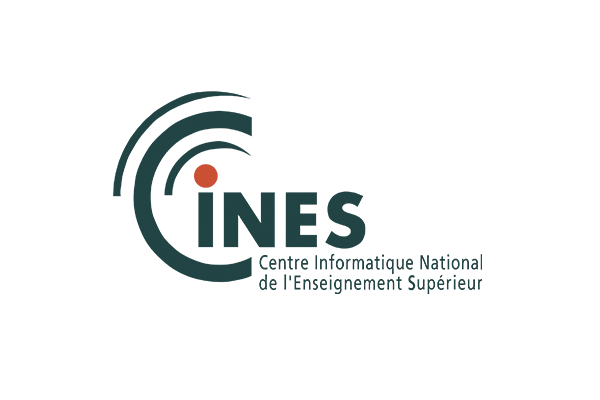 CiNES
Centre Informatique National
de l'Enseignement Supérieur